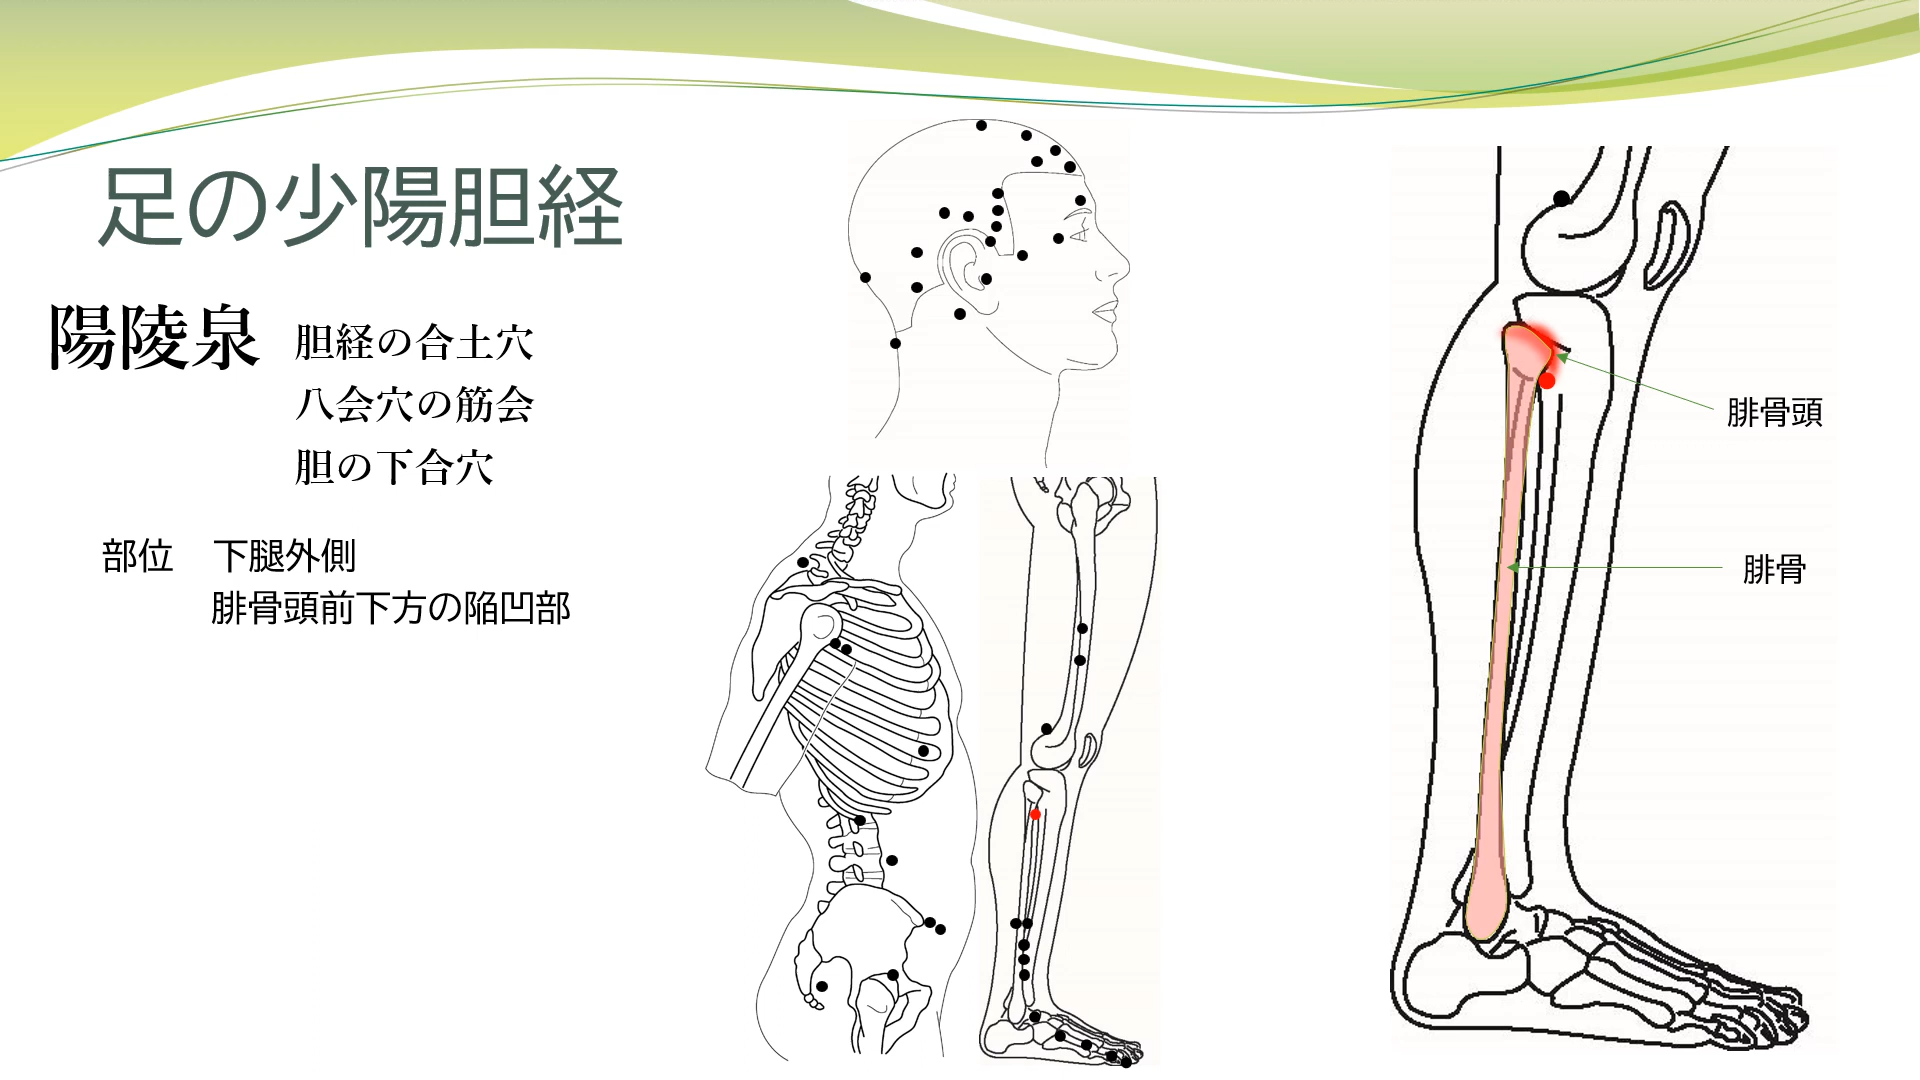 足の少陽胆経
陽陵泉
胆経の合土穴
八会穴の筋会
胆の下合穴
部位　下腿外側
腓骨頭前下方の陥凹部
腓骨頭
腓骨